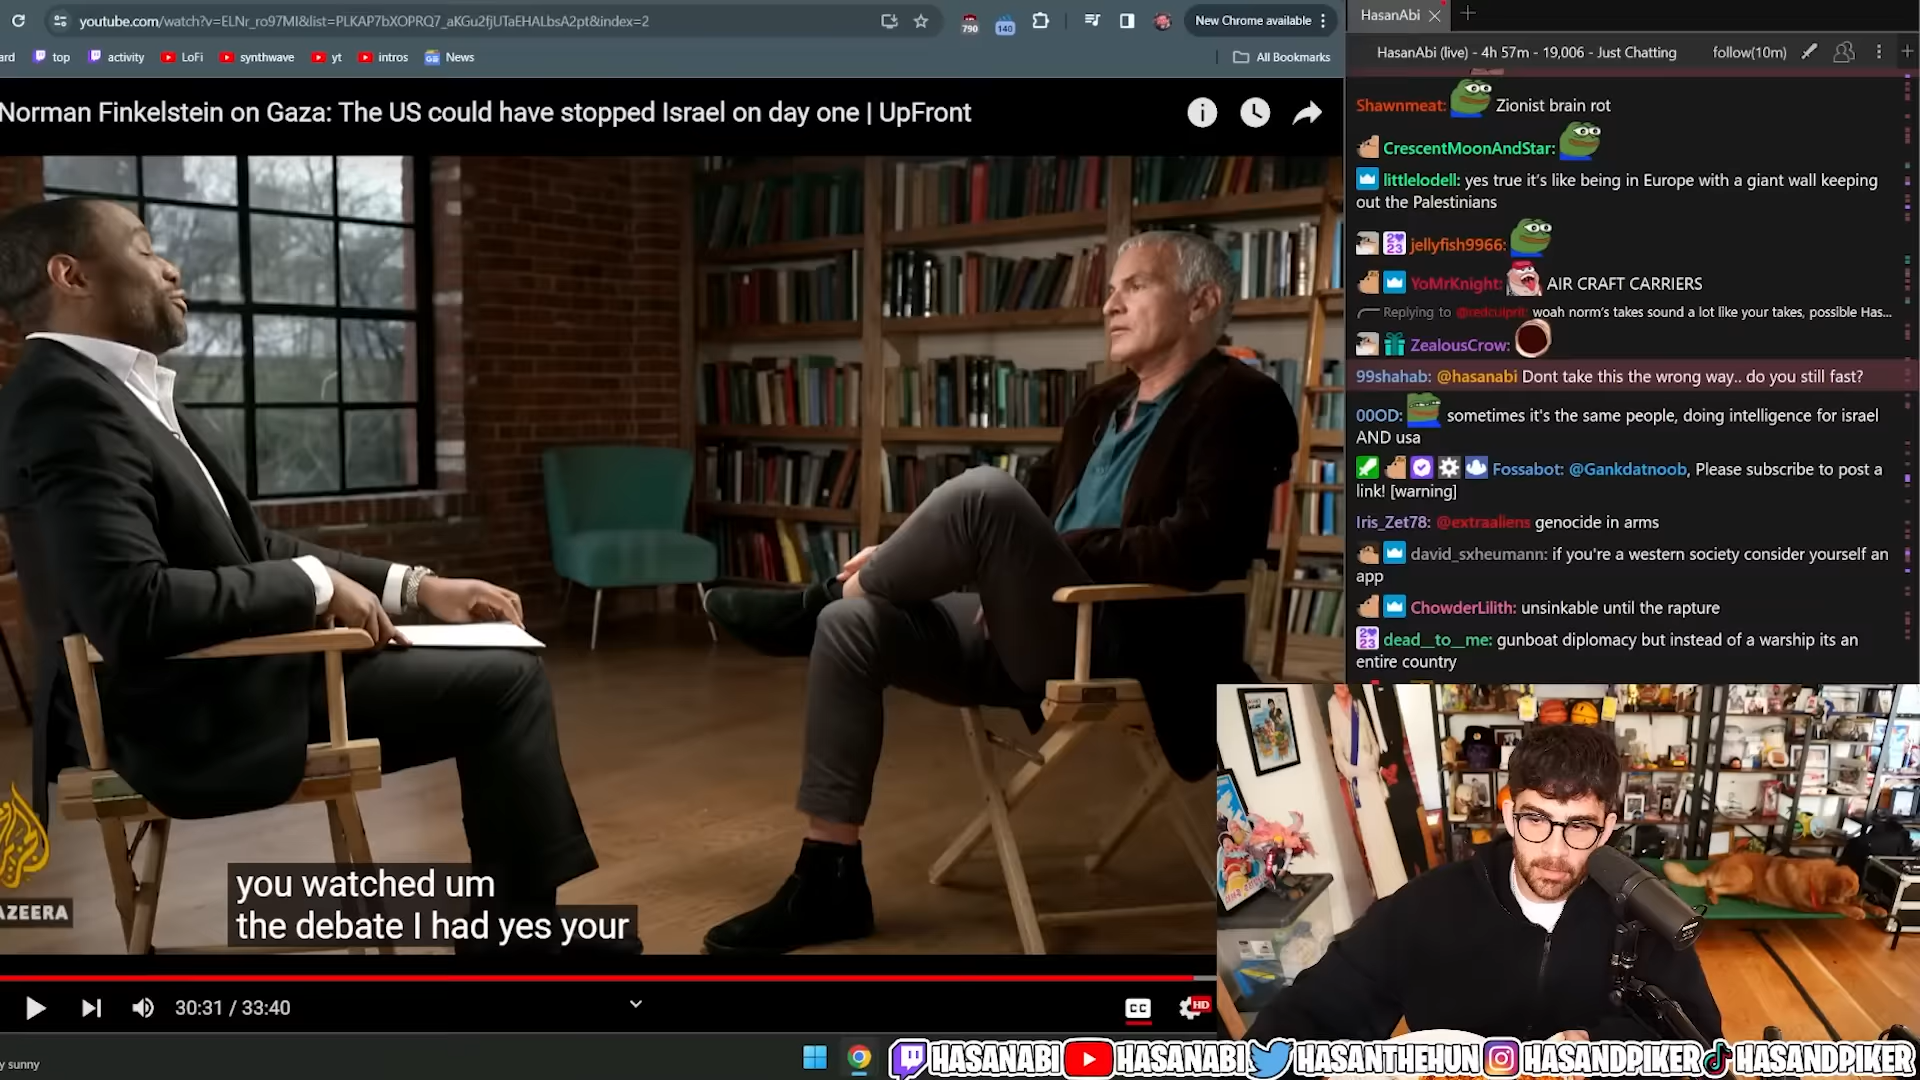 youtube.com/watch?v=ELNr_ro97MI&list=PLKAP7bXOPRQ7_aKGu2fjUTaEHALbsA2pt&index=2
790
140
New Chrome available
ard
top
activity
LoFi
synthwave
yt
intros
News
All Bookmarks
Norman Finkelstein on Gaza: The US could have stopped Israel on day one | UpFront
AZEERA
you watched um
the debate I had yes your
30:31 / 33:40
CC
HD
HasanAbi
HasanAbi (live) - 4h 57m - 19,006 - Just Chatting
follow(10m)
Shawnmeat: Zionist brain rot
CrescentMoonAndStar:
littlelodell: yes true it's like being in Europe with a giant wall keeping
out the Palestinians
jellyfish9966:
YoMrKnight: AIR CRAFT CARRIERS
Replying to @redculprit: woah norm's takes sound a lot like your takes, possible Has...
ZealousCrow:
99shahab: @hasanabi Dont take this the wrong way.. do you still fast?
00OD: sometimes it's the same people, doing intelligence for israel
AND usa
Fossabot: @Gankdatnoob, Please subscribe to post a
link! [warning]
Iris_Zet78: @extraaliens genocide in arms
david_sxheumann: if you're a western society consider yourself an
app
ChowderLilith: unsinkable until the rapture
dead__to__me: gunboat diplomacy but instead of a warship its an
entire country
y sunny
HASANABI
HASANABI
HASANTHEHUN
HASANDPIKER
HASANDPIKER